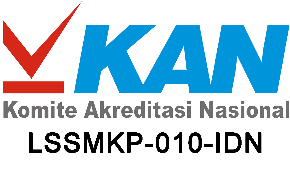 KAN
Komite Akreditasi Nasional
LSSMKP-010-IDN